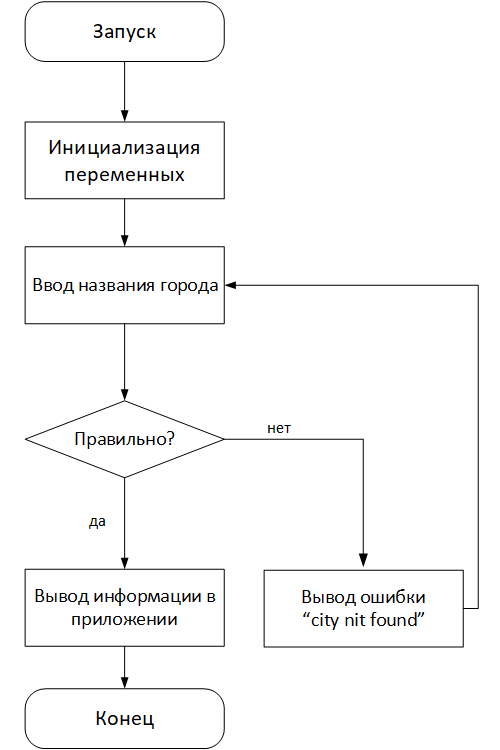 Запуск
Инициализация
переменных
Ввод названия города
Правильно?
нет
да
Вывод информации в
приложении
Вывод ошибки
“city nit found”
Конец